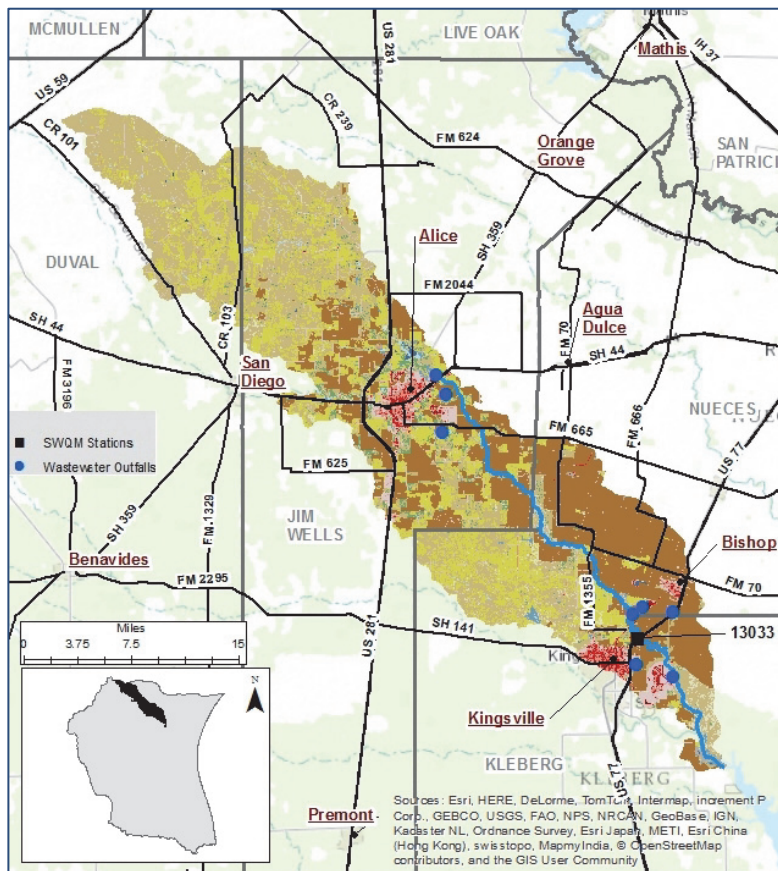 MCMULLEN
LIVE OAK
US 281
Mathis
IH 37
US 59
CR 101
CR 239
FM 624
Orange
Grove
SAN
PATRIC
Alice
SH 359
DUVAL
FM 2044
Agua
Dulce
FM 70
SH 44
CR 103
SH 44
FM 3196
San
Diego
FM 666
NUECES
US 77
SWQM Stations
Wastewater Outfalls
FM 665
FM 625
JIM
WELLS
SH 359
FM 1329
Bishop
Benavides
FM 2295
FM 1355
FM 70
Miles
0 3.75 7.5 15
SH 141
US 281
13033
N
Kingsville
KLEBERG
KLEBERG
US 77
Premont
Sources: Esri, HERE, DeLorme, TomTom, Intermap, increment P
Corp., GEBCO, USGS, FAO, NPS, NRCAN, GeoBase, IGN,
Kadaster NL, Ordnance Survey, Esri Japan, METI, Esri China
(Hong Kong), swisstopo, MapmyIndia, © OpenStreetMap
contributors, and the GIS User Community